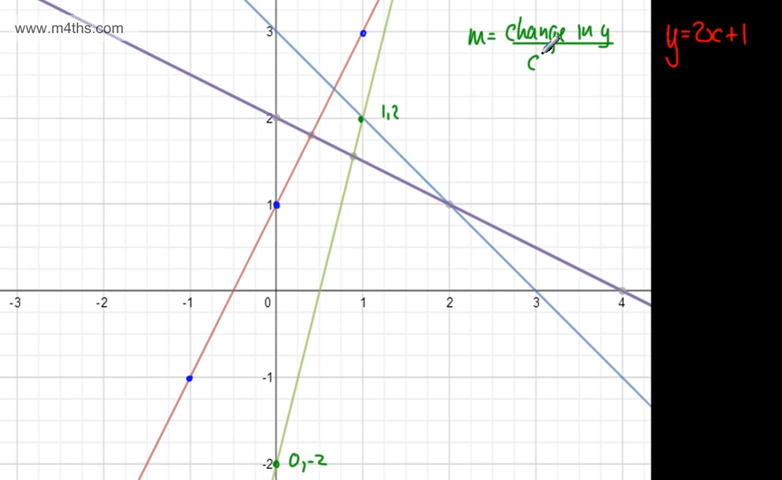 www.m4ths.com
3
m = change in y
y=2x+1
c
1,2
2
1
-3 -2 -1 0 1 2 3 4
-1
-2
0,-2